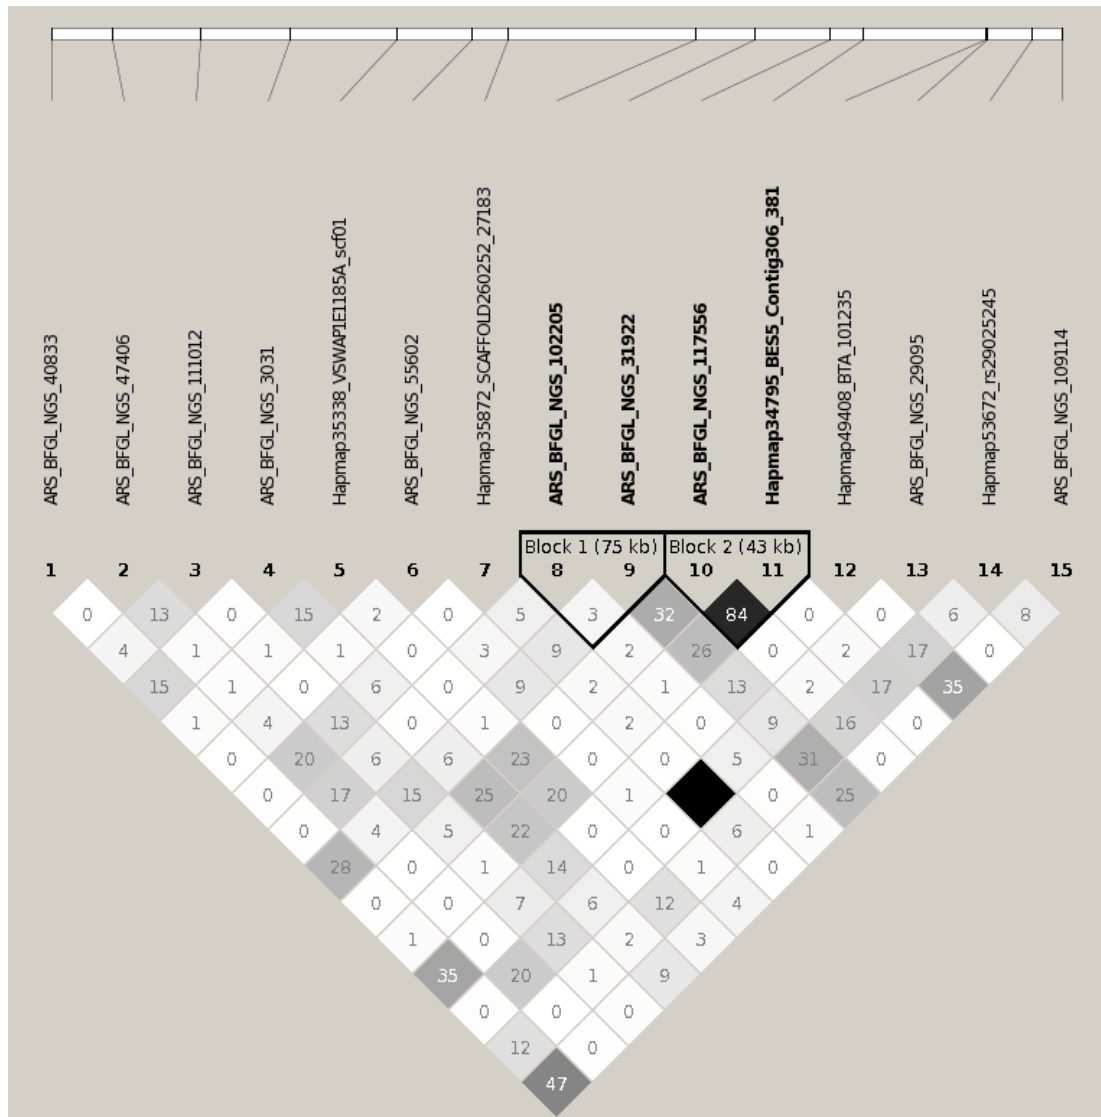 ARS_BFGL_NGS_40833
ARS_BFGL_NGS_47406
ARS_BFGL_NGS_111012
ARS_BFGL_NGS_3031
Hapmap35338_VSWAPIE1185A_scf01
ARS_BFGL_NGS_55602
Hapmap35872_SCAFFOLD260252_27183
ARS_BFGL_NGS_102205
ARS_BFGL_NGS_31922
ARS_BFGL_NGS_117556
Hapmap34795_BES5_Contig306_381
Hapmap49408_BTA_101235
ARS_BFGL_NGS_29095
Hapmap53672_rs29025245
ARS_BFGL_NGS_109114
Block 1 (75 kb) Block 2 (43 kb)
1 2 3 4 5 6 7 8 9 10 11 12 13 14 15
0 13 0 15 2 0 5 3 32 84 0 0 6 8
4 1 1 1 0 3 9 2 26 0 2 17 0
15 1 0 6 0 9 2 1 13 2 17 35
1 4 13 0 1 0 2 0 9 16 0
0 20 6 6 23 0 0 5 31 0
0 17 15 25 20 1 0 25
0 4 5 22 0 0 6 1
28 0 1 14 0 1 0
0 0 7 6 12 4
1 0 13 2 3
35 20 1 9
0 0 0
12 0
47